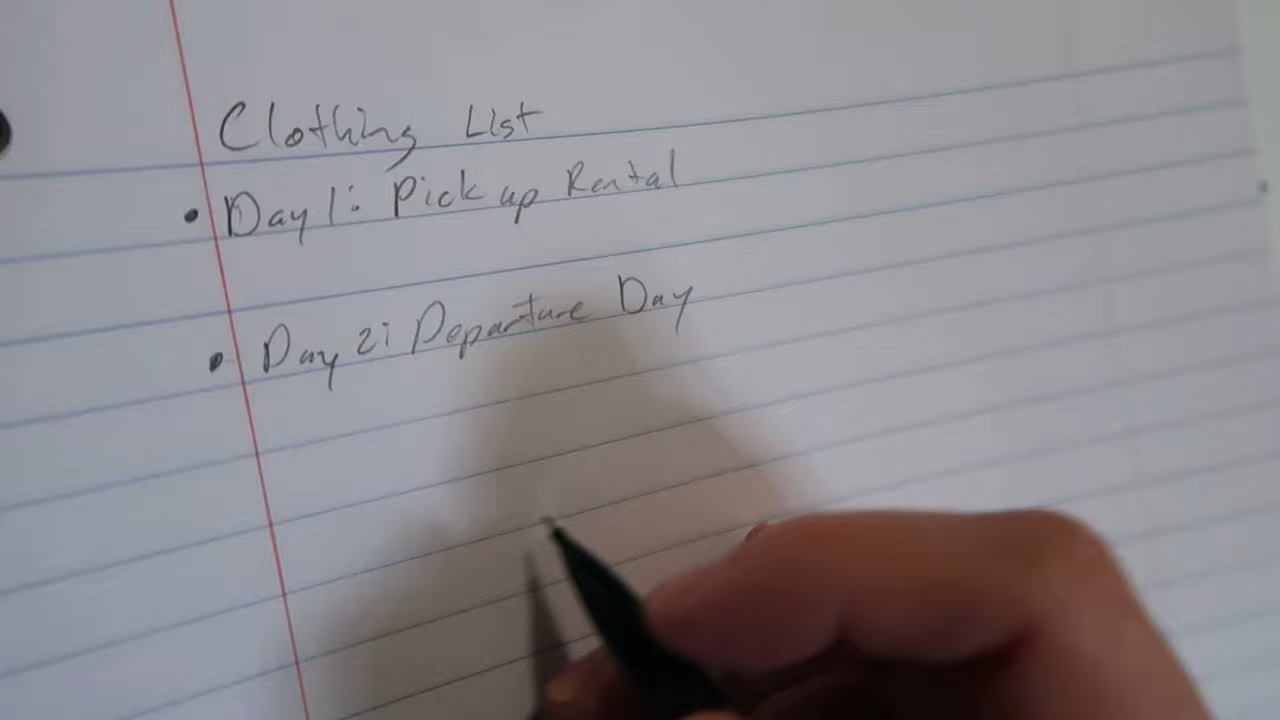 Clothing List
• Day 1: Pick up Rental
• Day 2: Departure Day